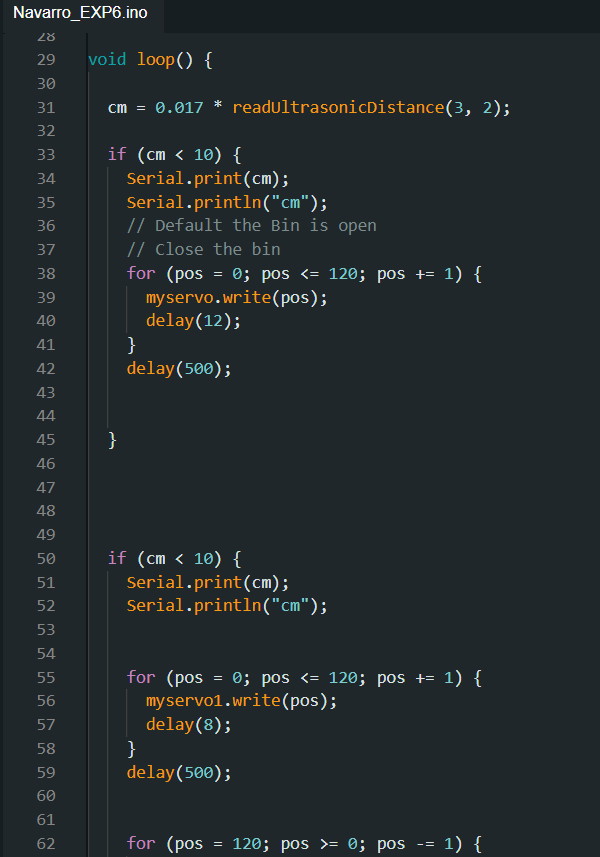 Navarro_EXP6.ino
28
29 void loop() {
30
31 cm = 0.017 * readUltrasonicDistance(3, 2);
32
33 if (cm < 10) {
34 Serial.print(cm);
35 Serial.println("cm");
36 // Default the Bin is open
37 // Close the bin
38 for (pos = 0; pos <= 120; pos += 1) {
39 myservo.write(pos);
40 delay(12);
41 }
42 delay(500);
43
44
45 }
46
47
48
49
50 if (cm < 10) {
51 Serial.print(cm);
52 Serial.println("cm");
53
54
55 for (pos = 0; pos <= 120; pos += 1) {
56 myservo1.write(pos);
57 delay(8);
58 }
59 delay(500);
60
61
62 for (pos = 120; pos >= 0; pos -= 1) {